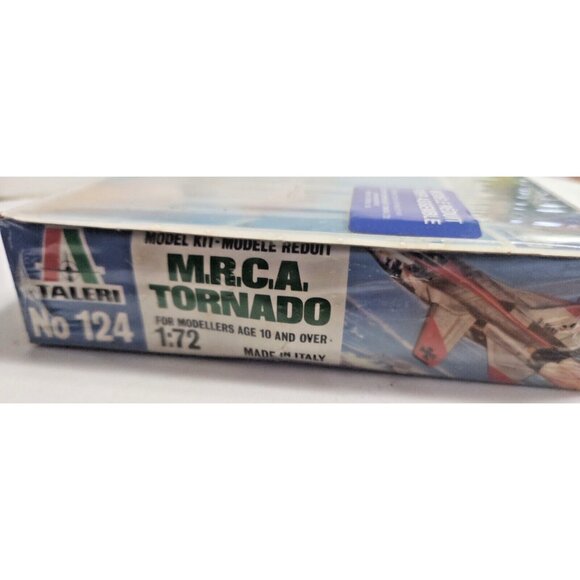 ITALERI
No 124
MODEL KIT-MODELE REDUIT
M.R.C.A.
TORNADO
FOR MODELLERS AGE 10 AND OVER
1:72
MADE IN ITALY